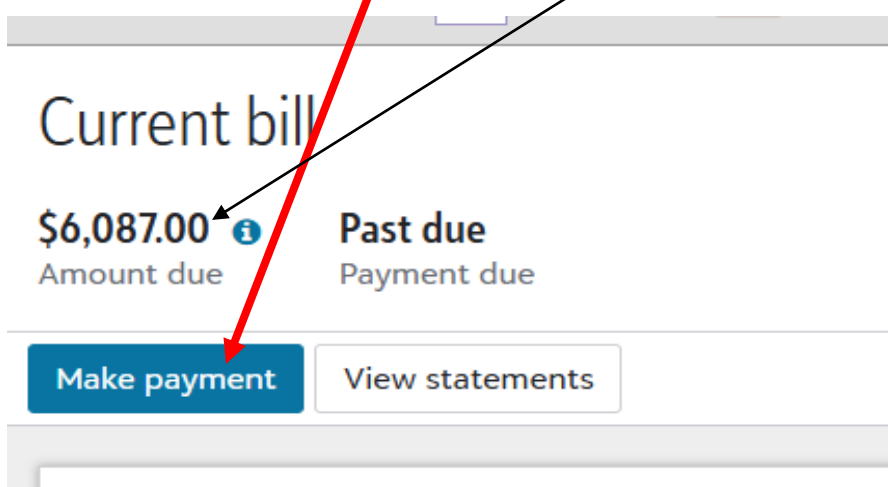 Current bill
$6,087.00 Past due
Amount due Payment due
Make payment View statements